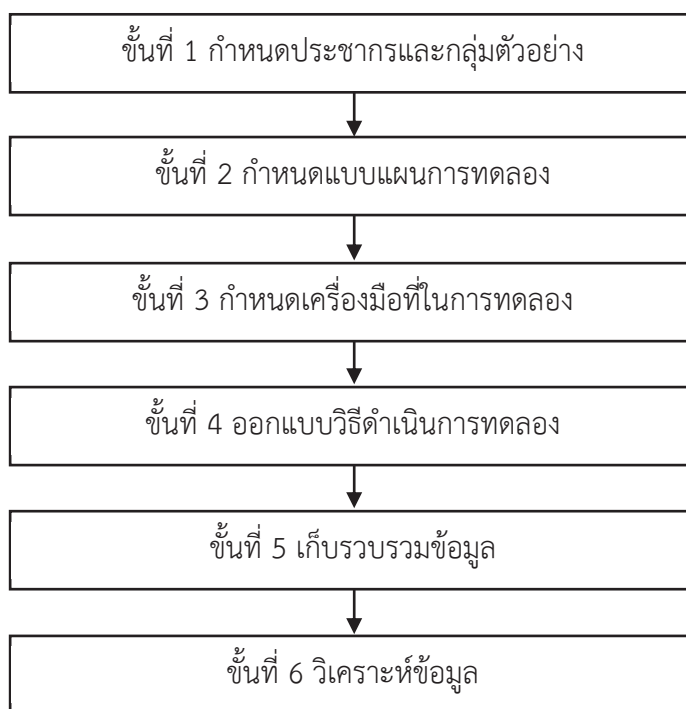 ขั้นที่ 1 กำหนดประชากรและกลุ่มตัวอย่าง
ขั้นที่ 2 กำหนดแบบแผนการทดลอง
ขั้นที่ 3 กำหนดเครื่องมือที่ในการทดลอง
ขั้นที่ 4 ออกแบบวิธีดำเนินการทดลอง
ขั้นที่ 5 เก็บรวบรวมข้อมูล
ขั้นที่ 6 วิเคราะห์ข้อมูล